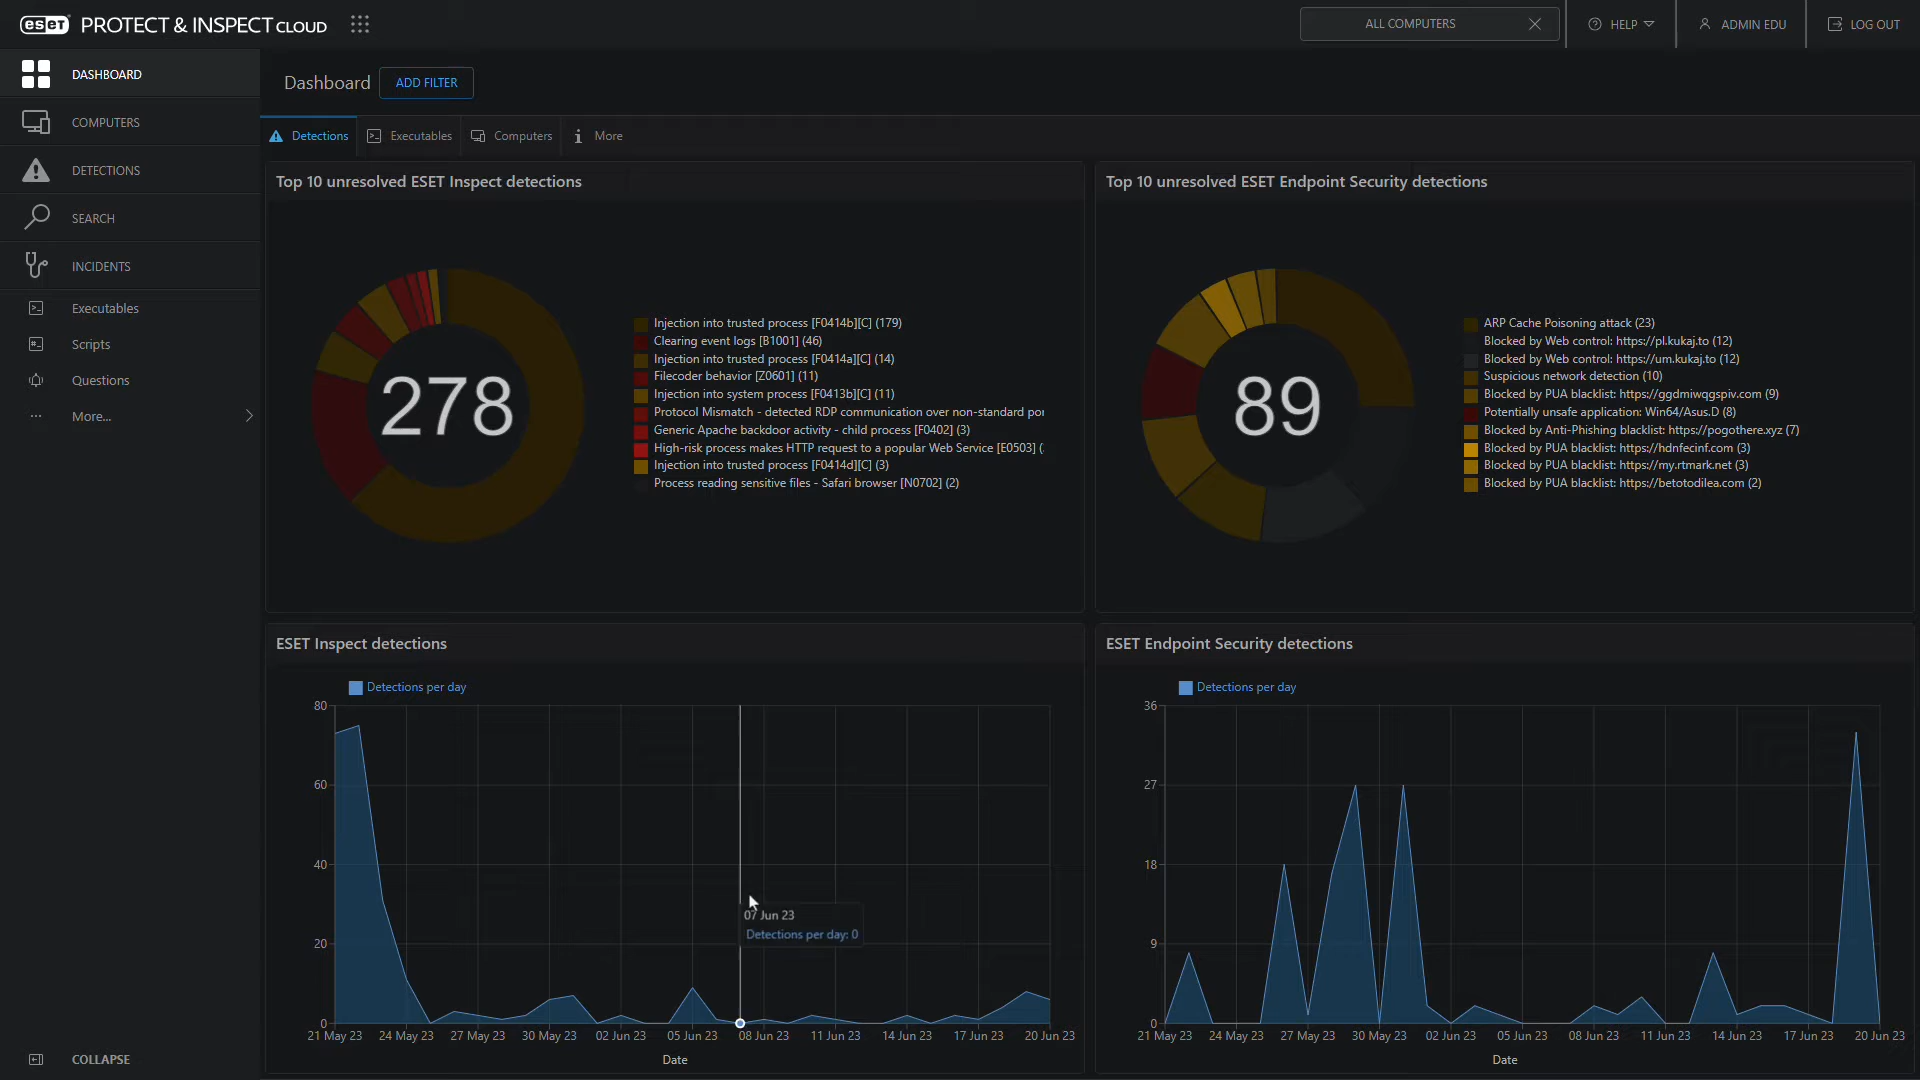 eseT PROTECT & INSPECT CLOUD
ALL COMPUTERS
HELP
ADMIN EDU
LOG OUT
DASHBOARD
COMPUTERS
DETECTIONS
SEARCH
INCIDENTS
Executables
Scripts
Questions
More...
COLLAPSE
Dashboard
ADD FILTER
Detections
Executables
Computers
More
Top 10 unresolved ESET Inspect detections
278
Injection into trusted process [F0414b][C] (179)
Clearing event logs [B1001] (46)
Injection into trusted process [F0414a][C] (14)
Filecoder behavior [Z0601] (11)
Injection into system process [F0413b][C] (11)
Protocol Mismatch - detected RDP communication over non-standard por
Generic Apache backdoor activity - child process [F0402] (3)
High-risk process makes HTTP request to a popular Web Service [E0503] (
Injection into trusted process [F0414d][C] (3)
Process reading sensitive files - Safari browser [N0702] (2)
Top 10 unresolved ESET Endpoint Security detections
89
ARP Cache Poisoning attack (23)
Blocked by Web control: https://pl.kukaj.to (12)
Blocked by Web control: https://um.kukaj.to (12)
Suspicious network detection (10)
Blocked by PUA blacklist: https://ggdmiwqgspiv.com (9)
Potentially unsafe application: Win64/Asus.D (8)
Blocked by Anti-Phishing blacklist: https://pogothere.xyz (7)
Blocked by PUA blacklist: https://hdnfecinf.com (3)
Blocked by PUA blacklist: https://my.rtmark.net (3)
Blocked by PUA blacklist: https://betotodilea.com (2)
ESET Inspect detections
Detections per day
80
60
40
20
0
07 Jun 23
Detections per day: 0
21 May 23 24 May 23 27 May 23 30 May 23 02 Jun 23 05 Jun 23 08 Jun 23 11 Jun 23 14 Jun 23 17 Jun 23 20 Jun 23
Date
ESET Endpoint Security detections
Detections per day
36
27
18
9
0
21 May 23 24 May 23 27 May 23 30 May 23 02 Jun 23 05 Jun 23 08 Jun 23 11 Jun 23 14 Jun 23 17 Jun 23 20 Jun 23
Date